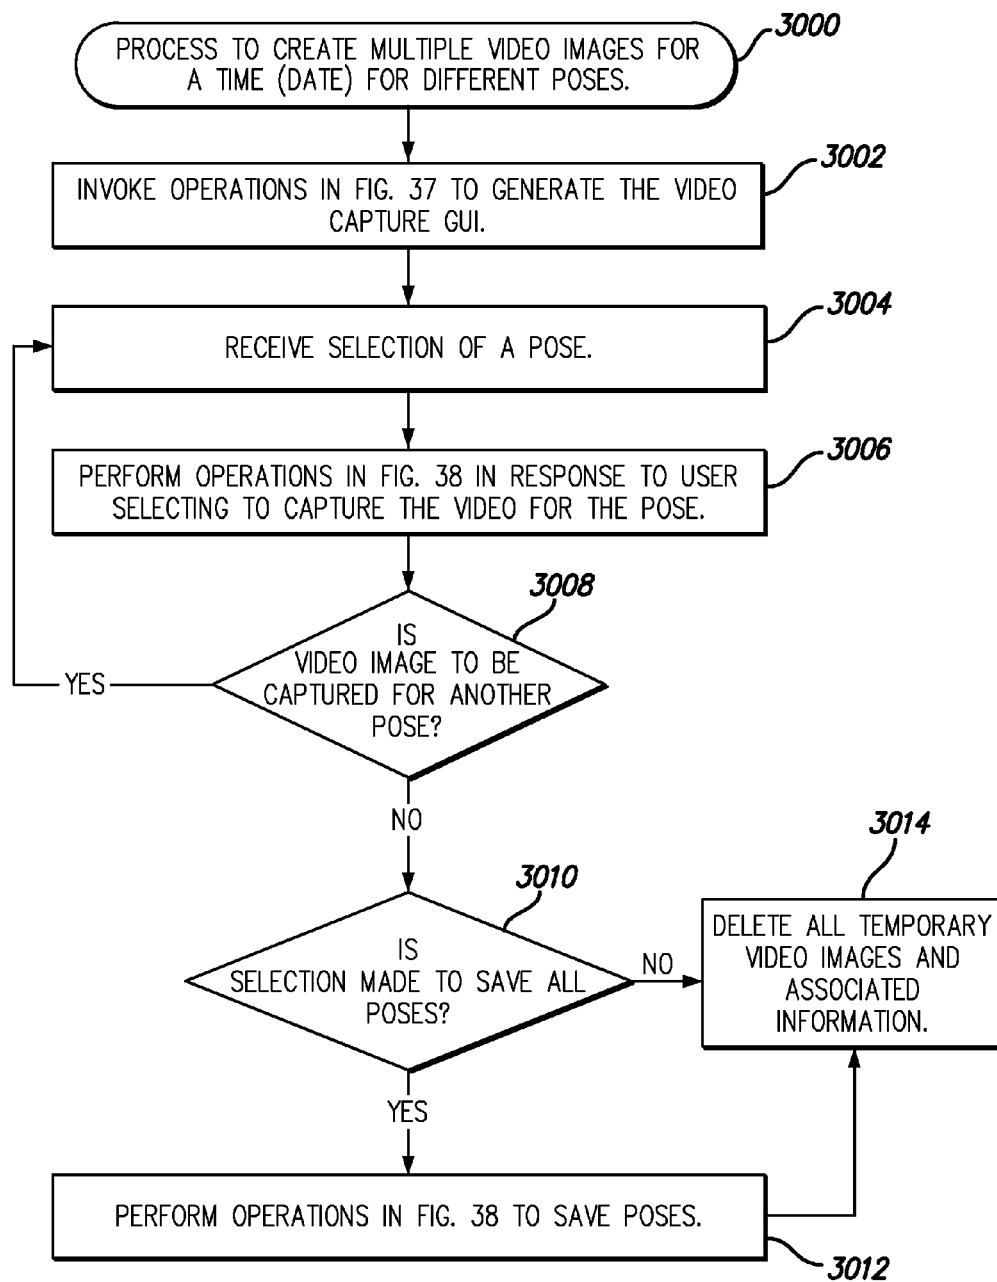 3000
PROCESS TO CREATE MULTIPLE VIDEO IMAGES FOR
A TIME (DATE) FOR DIFFERENT POSES.
3002
INVOKE OPERATIONS IN FIG. 37 TO GENERATE THE VIDEO
CAPTURE GUI.
3004
RECEIVE SELECTION OF A POSE.
3006
PERFORM OPERATIONS IN FIG. 38 IN RESPONSE TO USER
SELECTING TO CAPTURE THE VIDEO FOR THE POSE.
3008
IS
VIDEO IMAGE TO BE
CAPTURED FOR ANOTHER
POSE?
YES
NO
3010
IS
SELECTION MADE TO SAVE ALL
POSES?
NO
3014
DELETE ALL TEMPORARY
VIDEO IMAGES AND
ASSOCIATED
INFORMATION.
YES
PERFORM OPERATIONS IN FIG. 38 TO SAVE POSES.
3012